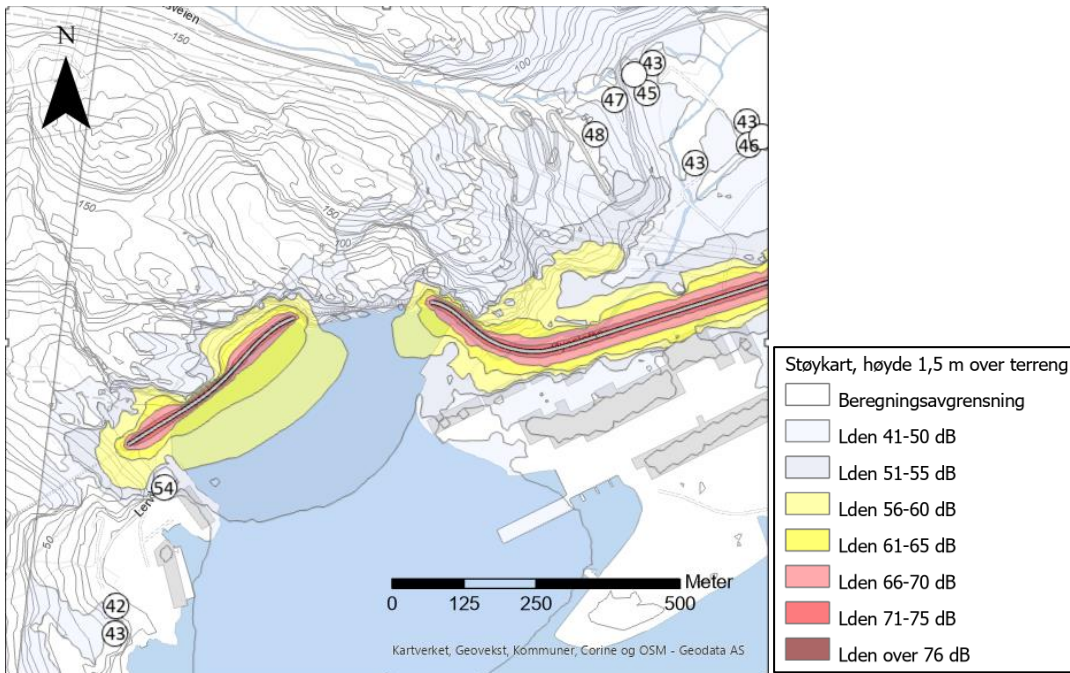 N
150
100
43
45
47
48
43
46
43
50
150
150
100
54
50
42
43
Meter
0 125 250 500
Kartverket, Geovekst, Kommuner, Corine og OSM - Geodata AS
Støykart, høyde 1,5 m over terreng
Beregningsavgrensning
Lden 41-50 dB
Lden 51-55 dB
Lden 56-60 dB
Lden 61-65 dB
Lden 66-70 dB
Lden 71-75 dB
Lden over 76 dB